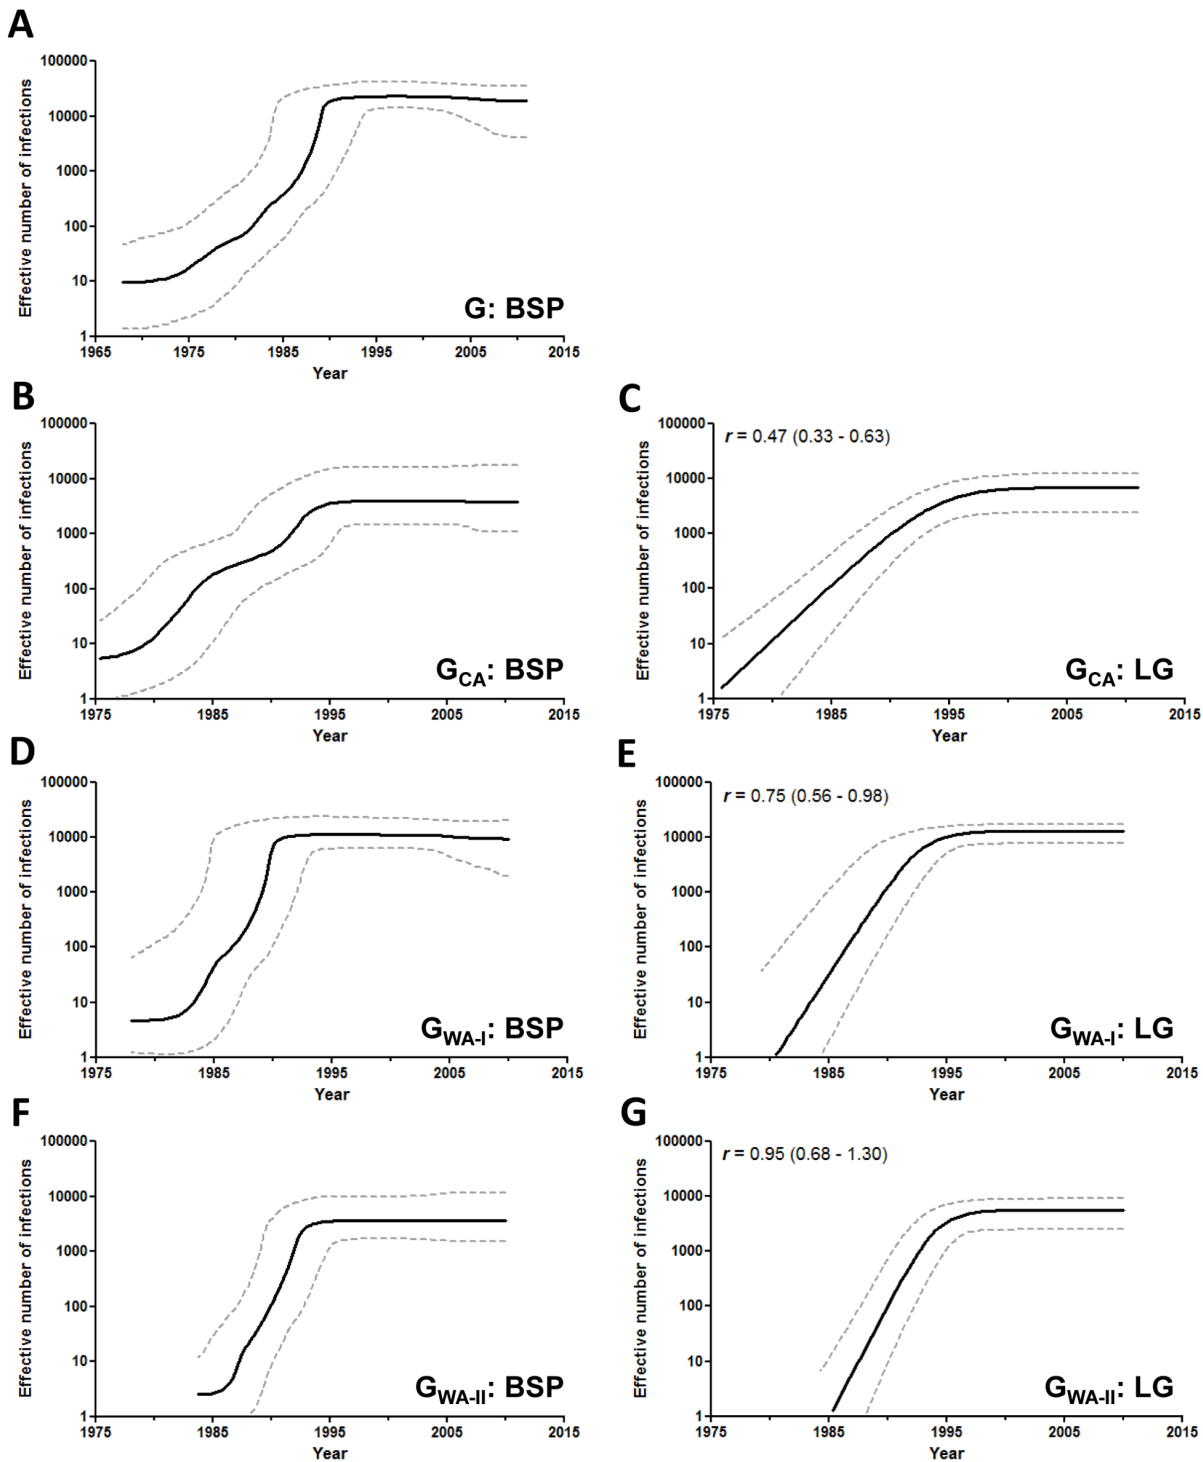 A
Effective number of infections
100000
10000
1000
100
10
1
1965 1975 1985 1995 2005 2015
Year
G: BSP
B
Effective number of infections
100000
10000
1000
100
10
1
1975 1985 1995 2005 2015
Year
GCA: BSP
C
Effective number of infections
100000
10000
1000
100
10
1
1975 1985 1995 2005 2015
Year
r = 0.47 (0.33 - 0.63)
GCA: LG
D
Effective number of infections
100000
10000
1000
100
10
1
1975 1985 1995 2005 2015
Year
GWA-I: BSP
E
Effective number of infections
100000
10000
1000
100
10
1
1975 1985 1995 2005 2015
Year
r = 0.75 (0.56 - 0.98)
GWA-I: LG
F
Effective number of infections
100000
10000
1000
100
10
1
1975 1985 1995 2005 2015
Year
GWA-II: BSP
G
Effective number of infections
100000
10000
1000
100
10
1
1975 1985 1995 2005 2015
Year
r = 0.95 (0.68 - 1.30)
GWA-II: LG